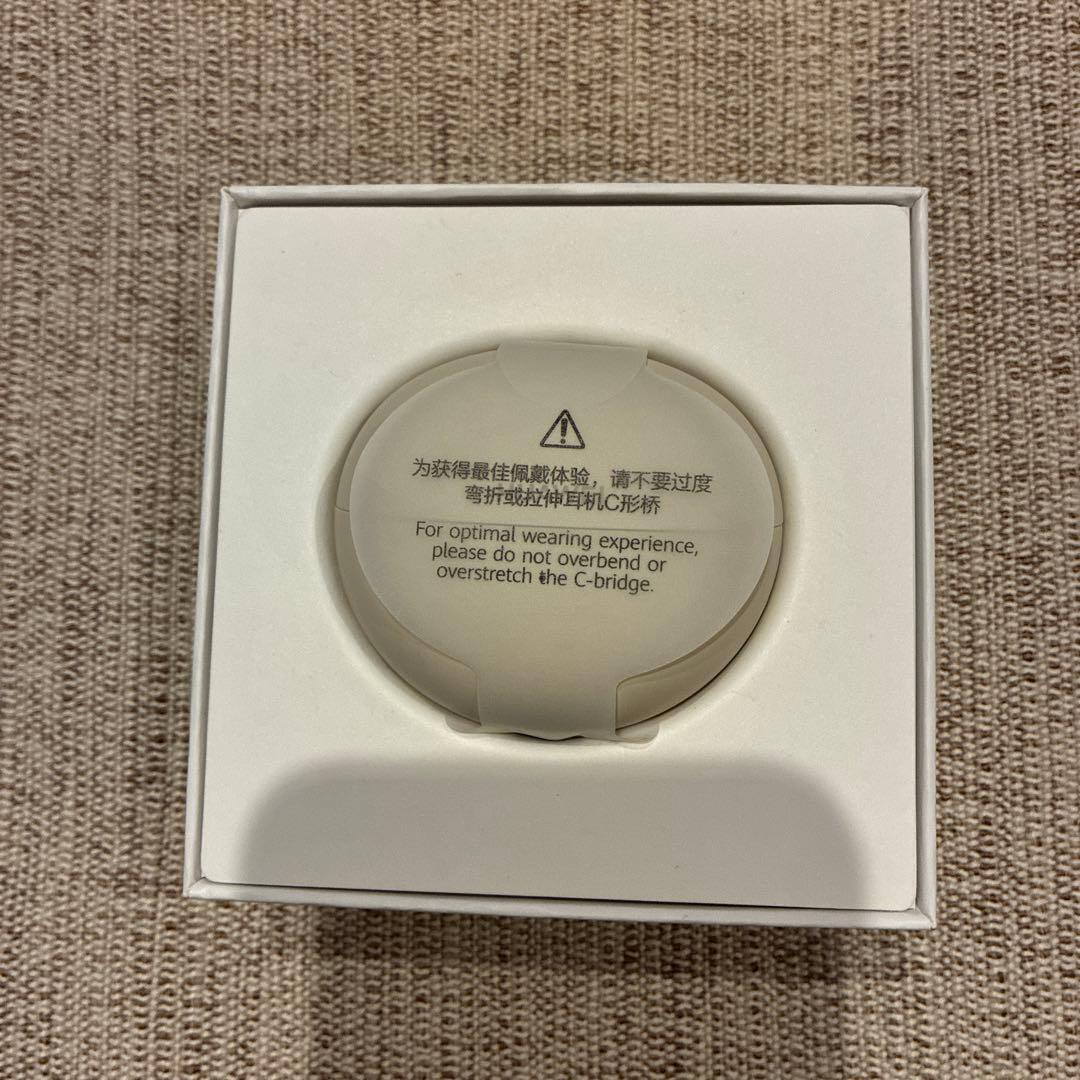 为获得最佳佩戴体验，请不要过度
弯折或拉伸耳机C形桥
For optimal wearing experience,
please do not overbend or
overstretch the C-bridge.